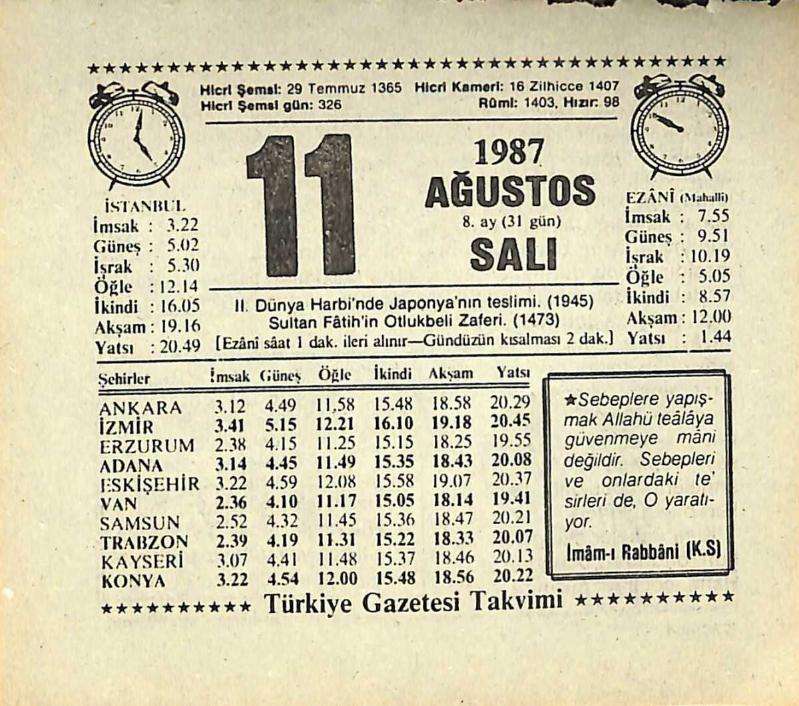 Hicrî Şemsî: 29 Temmuz 1365 Hicrî Kamerî: 16 Zilhicce 1407
Hicrî Şemsî gün: 326 Rûmî: 1403, Hızır: 98
11
1987
AĞUSTOS
8. ay (31 gün)
SALI
İSTANBUL
İmsak : 3.22
Güneş : 5.02
İşrak : 5.30
Öğle : 12.14
İkindi : 16.05
Akşam : 19.16
Yatsı : 20.49
EZÂNÎ (Mahallî)
İmsak : 7.55
Güneş : 9.51
İşrak : 10.19
Öğle : 5.05
İkindi : 8.57
Akşam: 12.00
Yatsı : 1.44
II. Dünya Harbi'nde Japonya'nın teslimi. (1945)
Sultan Fâtih'in Otlukbeli Zaferi. (1473)
[Ezânî sâat 1 dak. ileri alınır—Gündüzün kısalması 2 dak.]
Şehirler İmsak Güneş Öğle İkindi Akşam Yatsı
ANKARA 3.12 4.49 11.58 15.48 18.58 20.29
İZMİR 3.41 5.15 12.21 16.10 19.18 20.45
ERZURUM 2.38 4.15 11.25 15.15 18.25 19.55
ADANA 3.14 4.45 11.49 15.35 18.43 20.08
ESKİŞEHİR 3.22 4.59 12.08 15.58 19.07 20.37
VAN 2.36 4.10 11.17 15.05 18.14 19.41
SAMSUN 2.52 4.32 11.45 15.36 18.47 20.21
TRABZON 2.39 4.19 11.31 15.22 18.33 20.07
KAYSERİ 3.07 4.41 11.48 15.37 18.46 20.13
KONYA 3.22 4.54 12.00 15.48 18.56 20.22
★Sebeplere yapış-
mak Allahü teâlâya
güvenmeye mâni
değildir. Sebepleri
ve onlardaki te'
sirleri de, O yaratı-
yor.
İmâm-ı Rabbâni (K.S)
★★★★★★★★★★ Türkiye Gazetesi Takvimi ★★★★★★★★★★